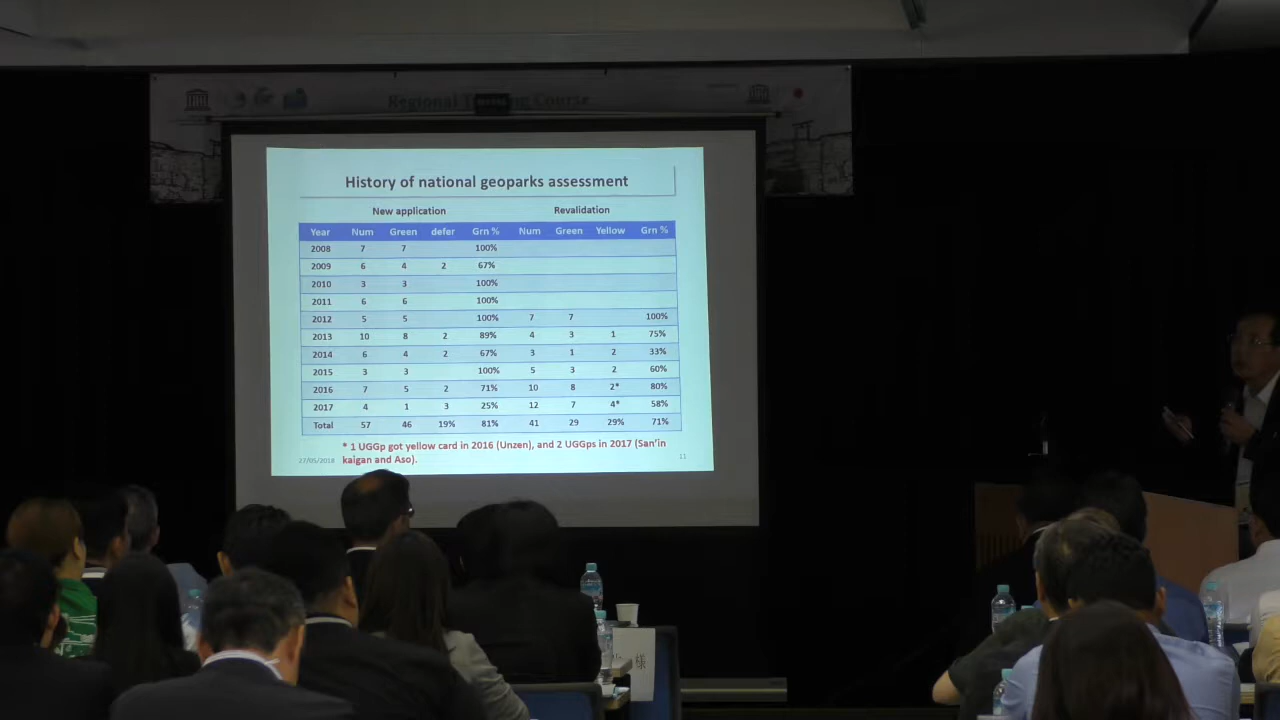 Regional Training Course
History of national geoparks assessment
New application Revalidation
Year Num Green defer Grn % Num Green Yellow Grn %
2008 7 7 100%
2009 6 4 2 67%
2010 3 3 100%
2011 6 6 100%
2012 5 5 100% 7 7 100%
2013 10 8 2 89% 4 3 1 75%
2014 6 4 2 67% 3 1 2 33%
2015 3 3 100% 5 3 2 60%
2016 7 5 2 71% 10 8 2* 80%
2017 4 1 3 25% 12 7 4* 58%
Total 57 46 19% 81% 41 29 29% 71%
* 1 UGGp got yellow card in 2016 (Unzen), and 2 UGGps in 2017 (San'in
kaigan and Aso).
27/05/2018 11
様